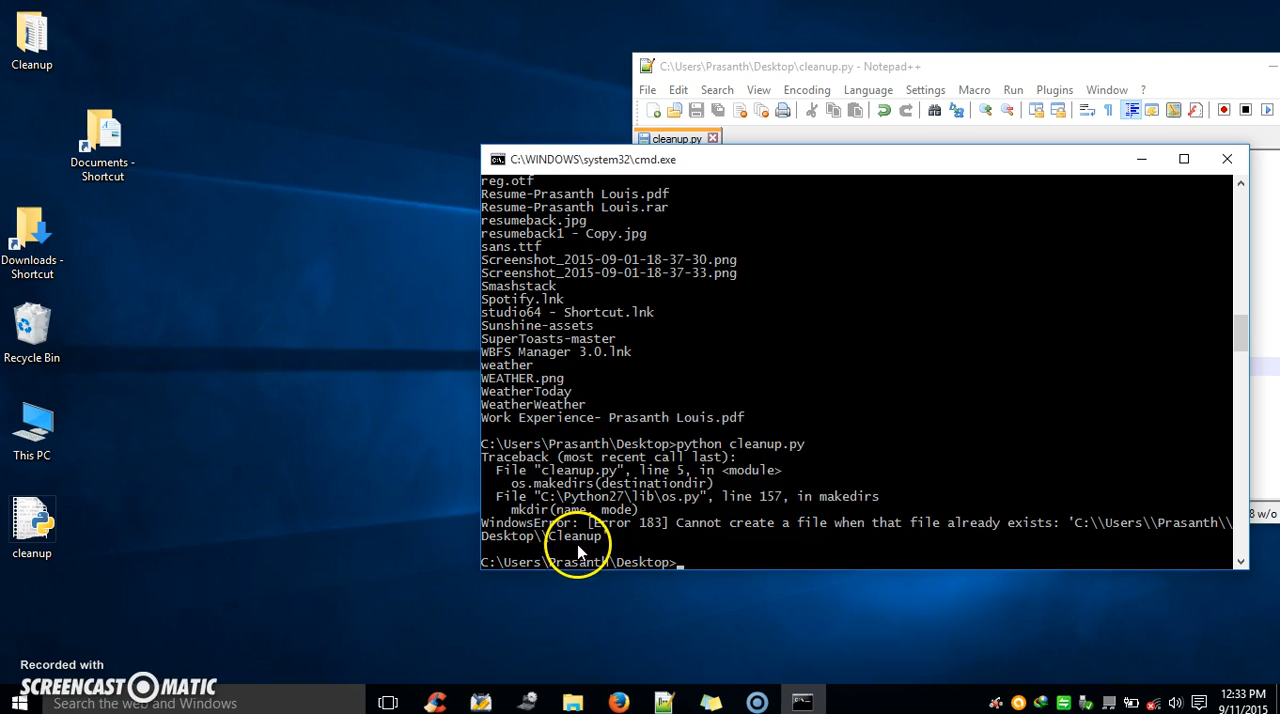 Cleanup
Documents -
Shortcut
Downloads -
Shortcut
Recycle Bin
This PC
cleanup
C:\Users\Prasanth\Desktop\cleanup.py - Notepad++
File Edit Search View Encoding Language Settings Macro Run Plugins Window ?
cleanup.py
C:\WINDOWS\system32\cmd.exe
reg.otf
Resume-Prasanth Louis.pdf
Resume-Prasanth Louis.rar
resumeback.jpg
resumeback1 - Copy.jpg
sans.ttf
Screenshot_2015-09-01-18-37-30.png
Screenshot_2015-09-01-18-37-33.png
Smashstack
Spotify.lnk
studio64 - Shortcut.lnk
Sunshine-assets
SuperToasts-master
WBFS Manager 3.0.lnk
weather
WEATHER.png
WeatherToday
WeatherWeather
Work Experience- Prasanth Louis.pdf
C:\Users\Prasanth\Desktop>python cleanup.py
Traceback (most recent call last):
File "cleanup.py", line 5, in <module>
os.makedirs(destinationdir)
File "C:\Python27\lib\os.py", line 157, in makedirs
mkdir(name, mode)
WindowsError: [Error 183] Cannot create a file when that file already exists: 'C:\\Users\\Prasanth\\
Desktop\\Cleanup'
C:\Users\Prasanth\Desktop>
8 w/o
Recorded with
SCREENCAST MATIC
Search the web and Windows
12:33 PM
9/11/2015